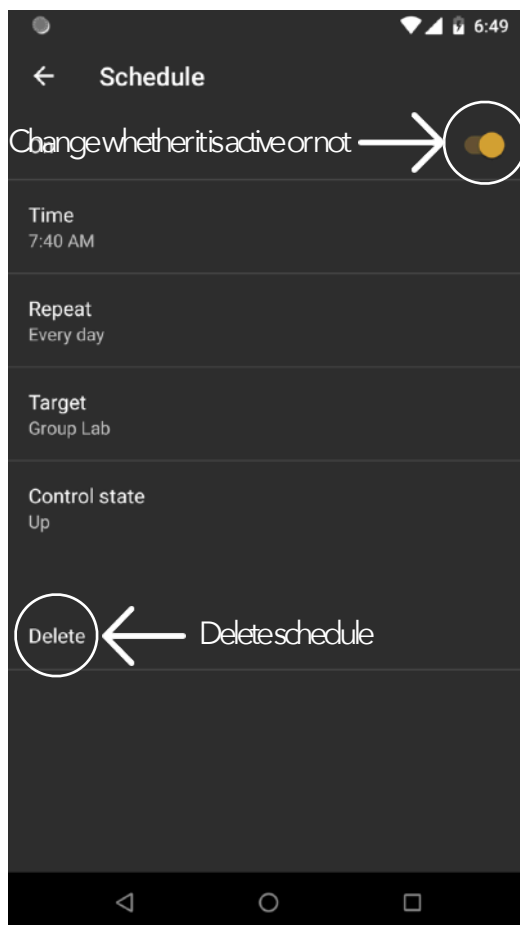 6:49
Schedule
On
Change whether it is active or not
Time
7:40 AM
Repeat
Every day
Target
Group Lab
Control state
Up
Delete
Delete schedule